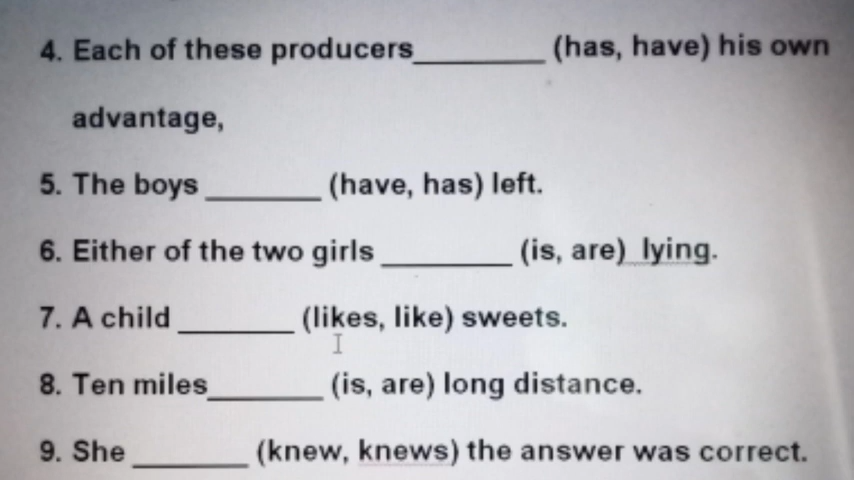 4. Each of these producers________ (has, have) his own
advantage,
5. The boys _______ (have, has) left.
6. Either of the two girls ________ (is, are) lying.
7. A child _______ (likes, like) sweets.
8. Ten miles_______ (is, are) long distance.
9. She _______ (knew, knews) the answer was correct.